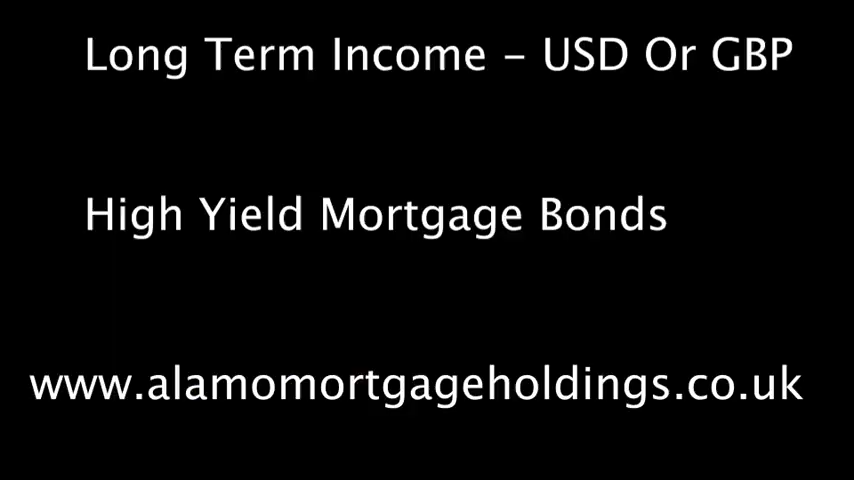 Long Term Income - USD Or GBP
High Yield Mortgage Bonds
www.alamomortgageholdings.co.uk